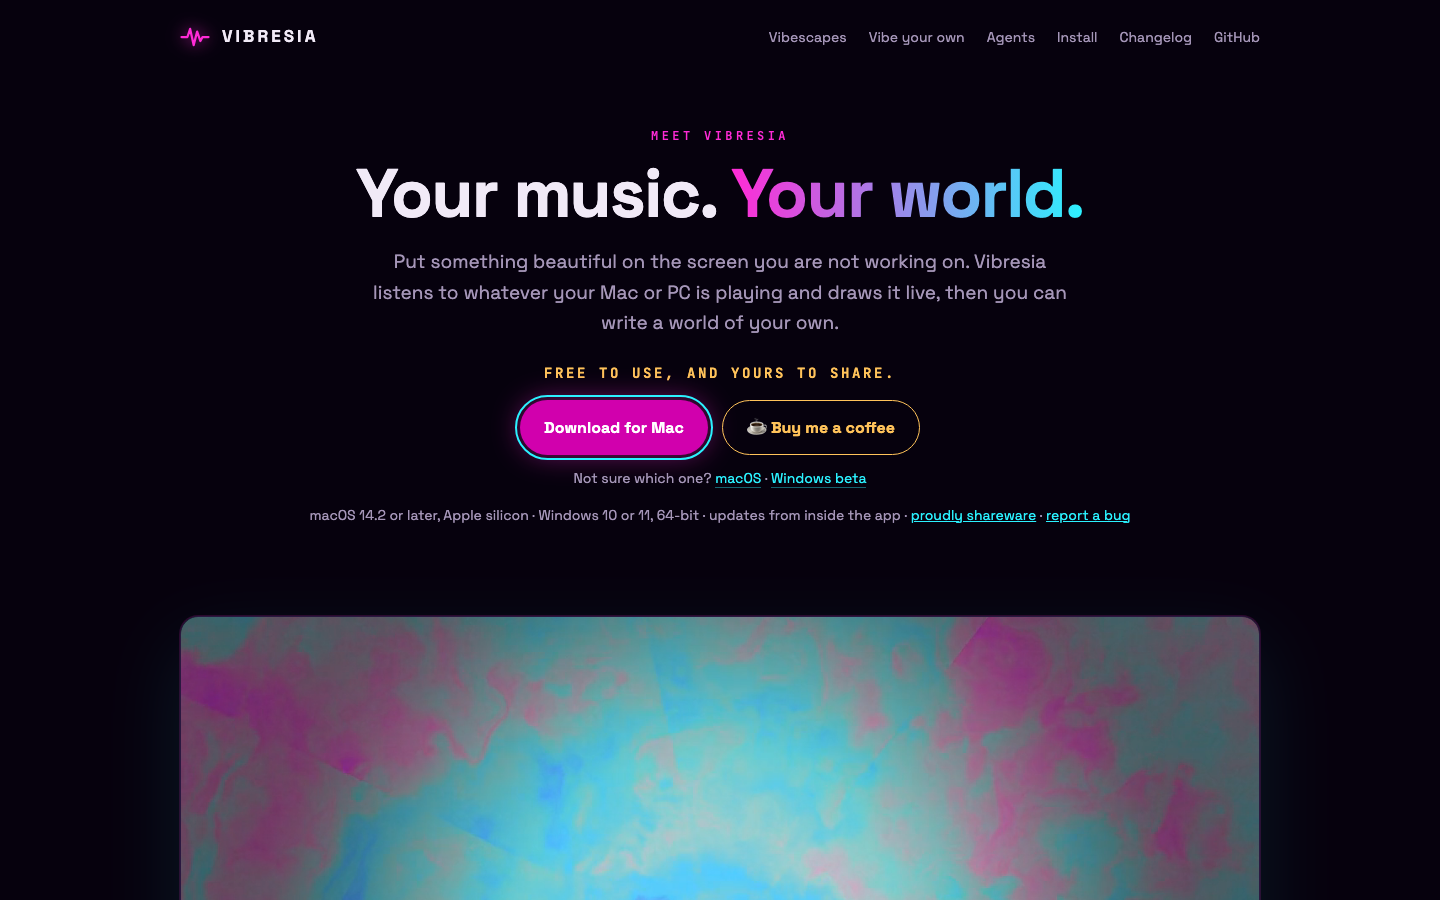 VIBRESIA
Vibescapes Vibe your own Agents Install Changelog GitHub
MEET VIBRESIA
Your music. Your world.
Put something beautiful on the screen you are not working on. Vibresia
listens to whatever your Mac or PC is playing and draws it live, then you can
write a world of your own.
FREE TO USE, AND YOURS TO SHARE.
Download for Mac
☕ Buy me a coffee
Not sure which one? macOS · Windows beta
macOS 14.2 or later, Apple silicon · Windows 10 or 11, 64-bit · updates from inside the app · proudly shareware · report a bug